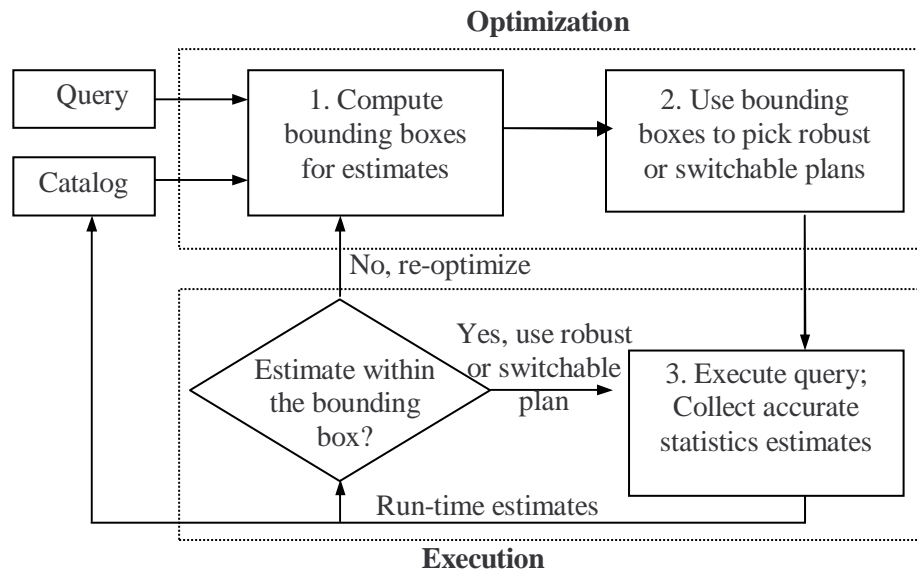 Optimization
Query
1. Compute
bounding boxes
for estimates
2. Use bounding
boxes to pick robust
or switchable plans
Catalog
No, re-optimize
Estimate within
the bounding
box?
Yes, use robust
or switchable
plan
3. Execute query;
Collect accurate
statistics estimates
Run-time estimates
Execution